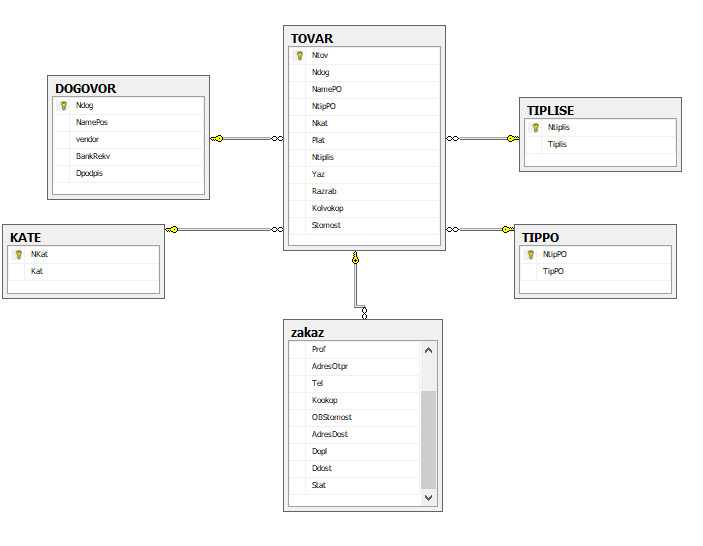 TOVAR
Ntov
Ndog
NamePO
NtipPO
Nkat
Plat
Ntiplis
Yaz
Razrab
Kolvokop
Stomost
DOGOVOR
Ndog
NamePos
vendor
BankRekv
Dpodpis
TIPLISE
Ntiplis
Tiplis
KATE
NKat
Kat
TIPPO
NtipPO
TipPO
zakaz
Prof
AdresOtpr
Tel
Kookop
OBStomost
AdresDost
Dopl
Ddost
Stat